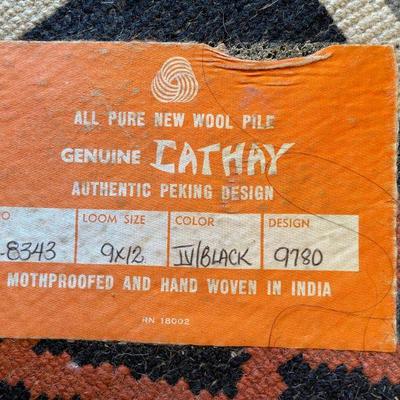 ALL PURE NEW WOOL PILE
GENUINE CATHAY
AUTHENTIC PEKING DESIGN
O LOOM SIZE COLOR DESIGN
-8343 9X12 IV/BLACK 9780
MOTHPROOFED AND HAND WOVEN IN INDIA
RN 18002